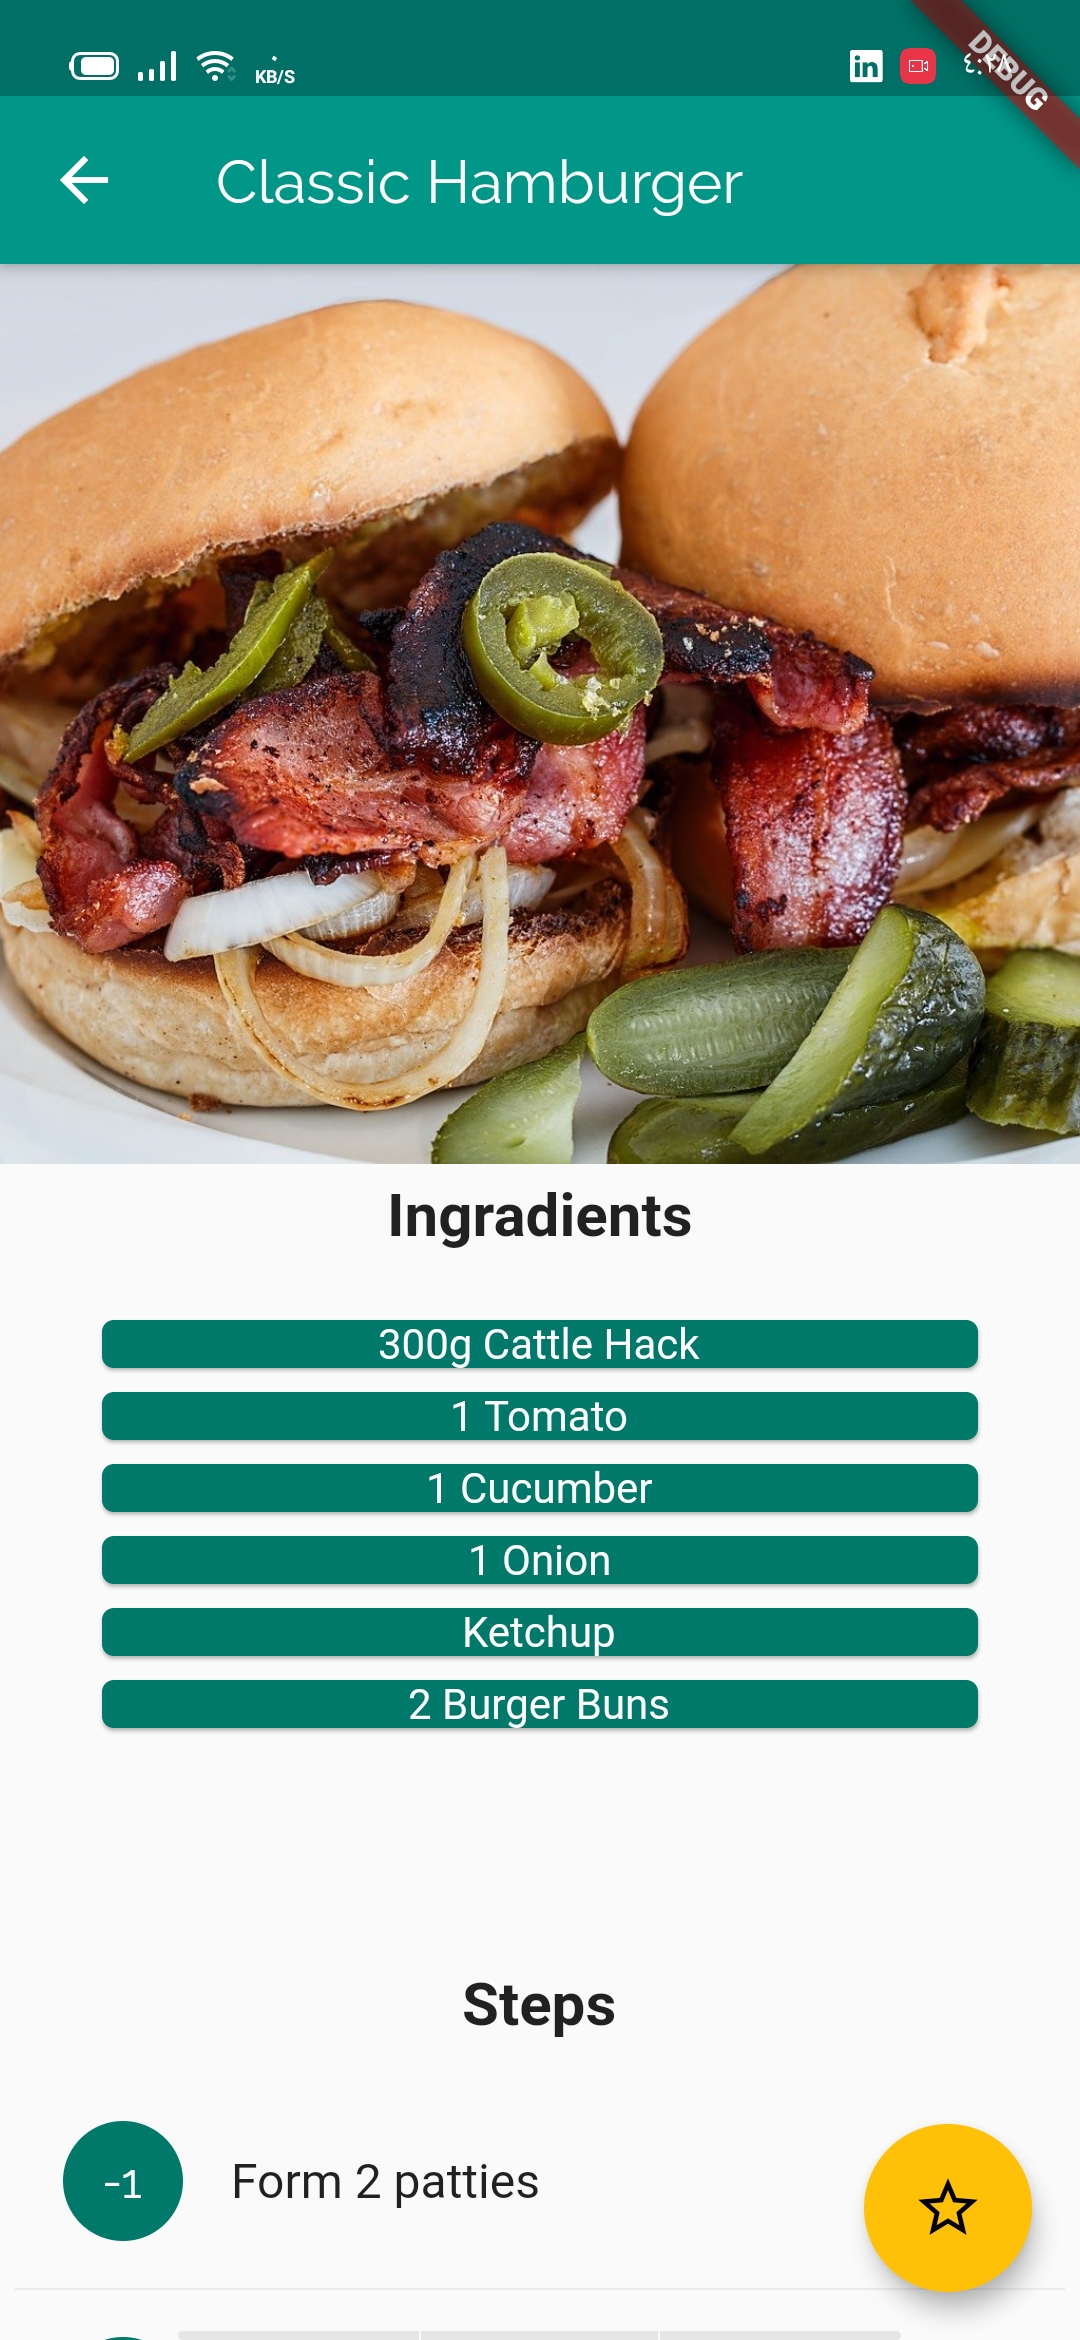 KB/S
in
DEBUG
Classic Hamburger
Ingradients
300g Cattle Hack
1 Tomato
1 Cucumber
1 Onion
Ketchup
2 Burger Buns
Steps
-1
Form 2 patties